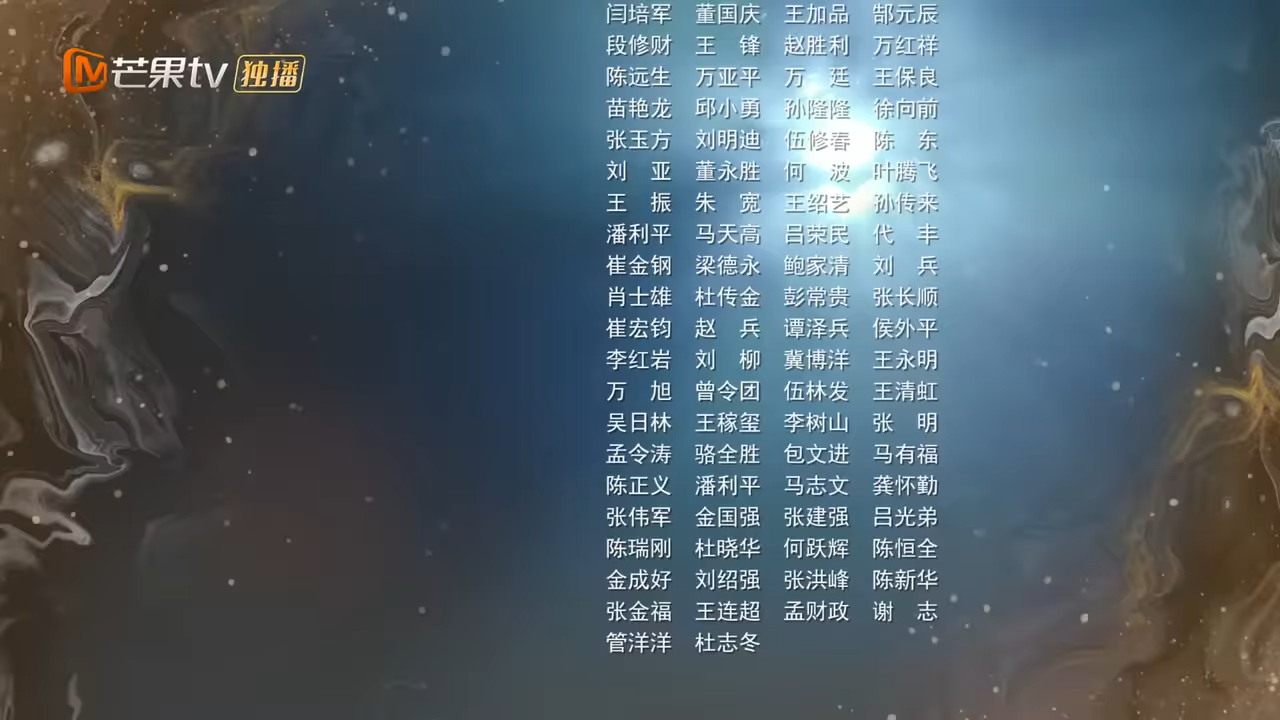 闫培军 董国庆 王加品 郜元辰
芒果tv 独播
段修财 王 锋 赵胜利 万红祥
陈远生 万亚平 万 廷 王保良
苗艳龙 邱小勇 孙隆隆 徐向前
张玉方 刘明迪 伍修春 陈 东
刘 亚 董永胜 何 波 叶腾飞
王 振 朱 宽 王绍艺 孙传来
潘利平 马天高 吕荣民 代 丰
崔金钢 梁德永 鲍家清 刘 兵
肖士雄 杜传金 彭常贵 张长顺
崔宏钧 赵 兵 谭泽兵 侯外平
李红岩 刘 柳 冀博洋 王永明
万 旭 曾令团 伍林发 王清虹
吴日林 王稼玺 李树山 张 明
孟令涛 骆全胜 包文进 马有福
陈正义 潘利平 马志文 龚怀勤
张伟军 金国强 张建强 吕光弟
陈瑞刚 杜晓华 何跃辉 陈恒全
金成好 刘绍强 张洪峰 陈新华
张金福 王连超 孟财政 谢 志
管洋洋 杜志冬